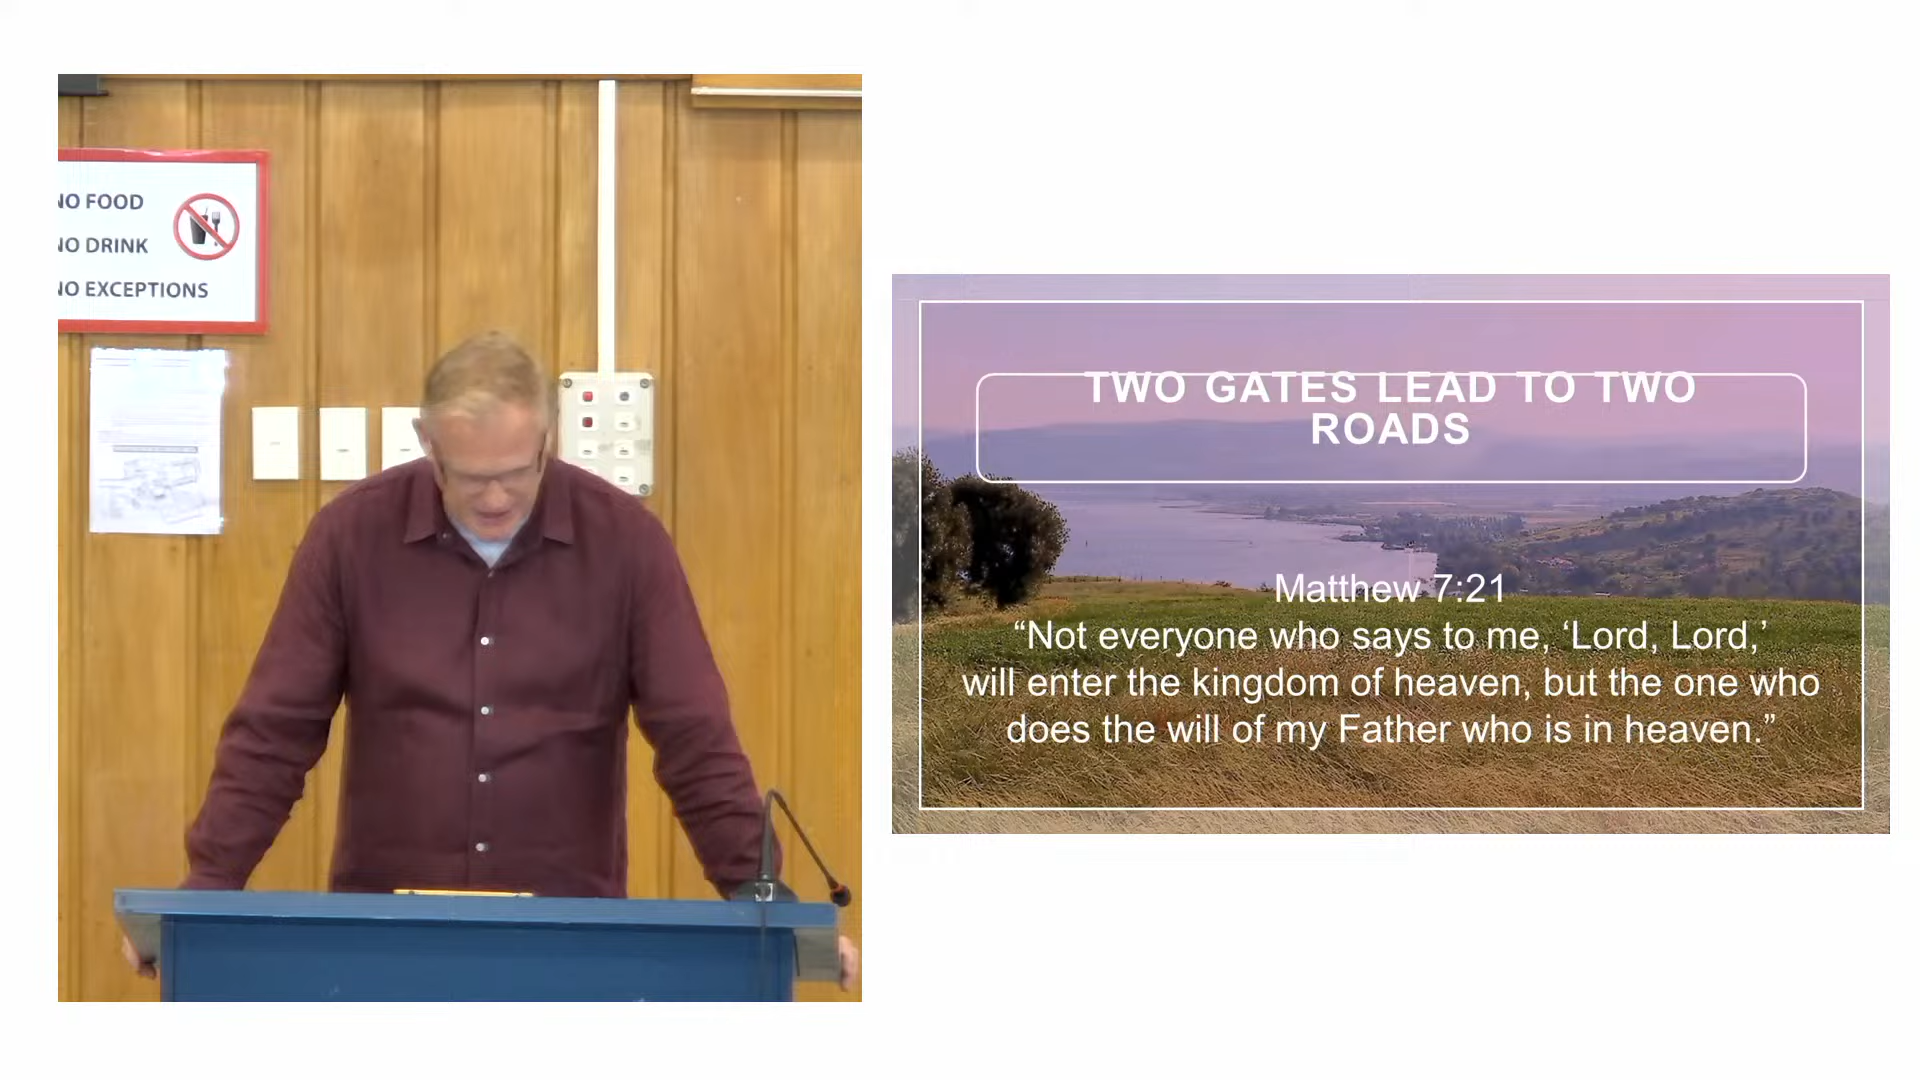 NO FOOD
NO DRINK
NO EXCEPTIONS
TWO GATES LEAD TO TWO
ROADS
Matthew 7:21
“Not everyone who says to me, ‘Lord, Lord,’
will enter the kingdom of heaven, but the one who
does the will of my Father who is in heaven.”